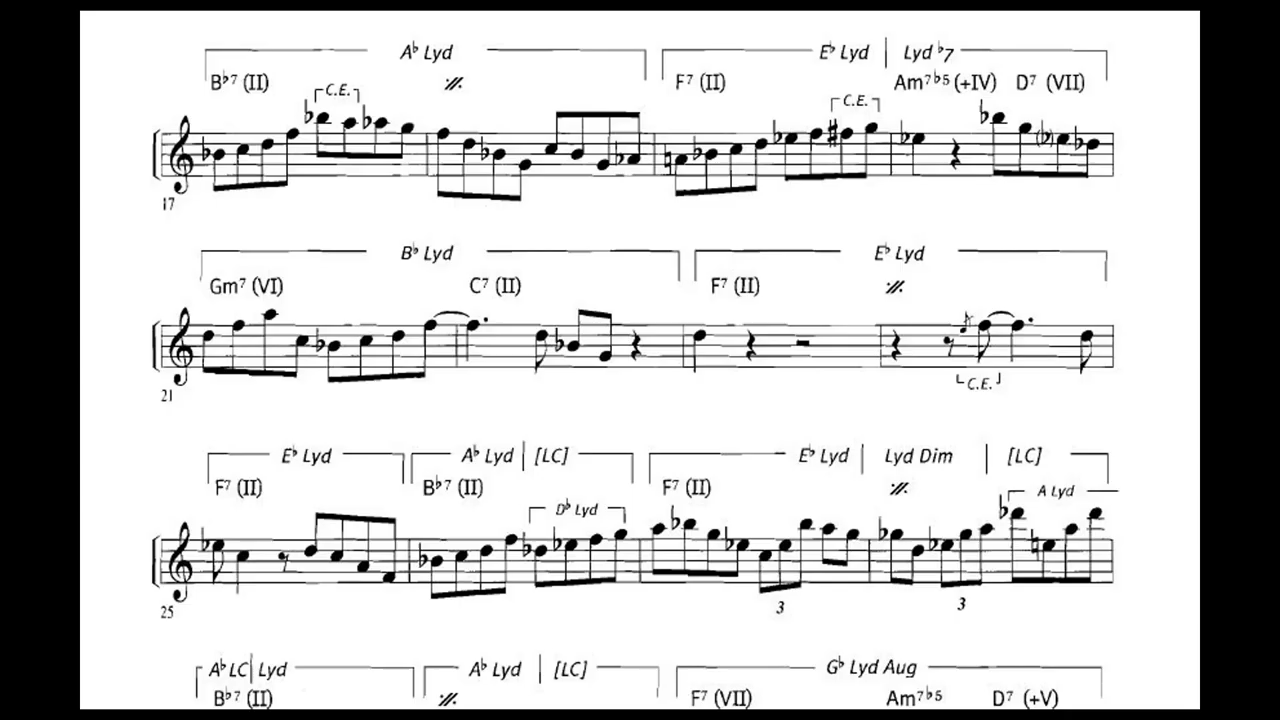 A♭ Lyd E♭ Lyd | Lyd ♭7
B♭7 (II) C.E. F7 (II) C.E. Am7♭5 (+IV) D7 (VII)
17
B♭ Lyd E♭ Lyd
Gm7 (VI) C7 (II) F7 (II)
21 C.E.
E♭ Lyd A♭ Lyd | [LC] E♭ Lyd | Lyd Dim | [LC]
F7 (II) B♭7 (II) D♭ Lyd F7 (II) A Lyd
25 3 3
A♭ LC | Lyd A♭ Lyd | [LC] G♭ Lyd Aug
B♭7 (II) F7 (VII) Am7♭5 D7 (+V)